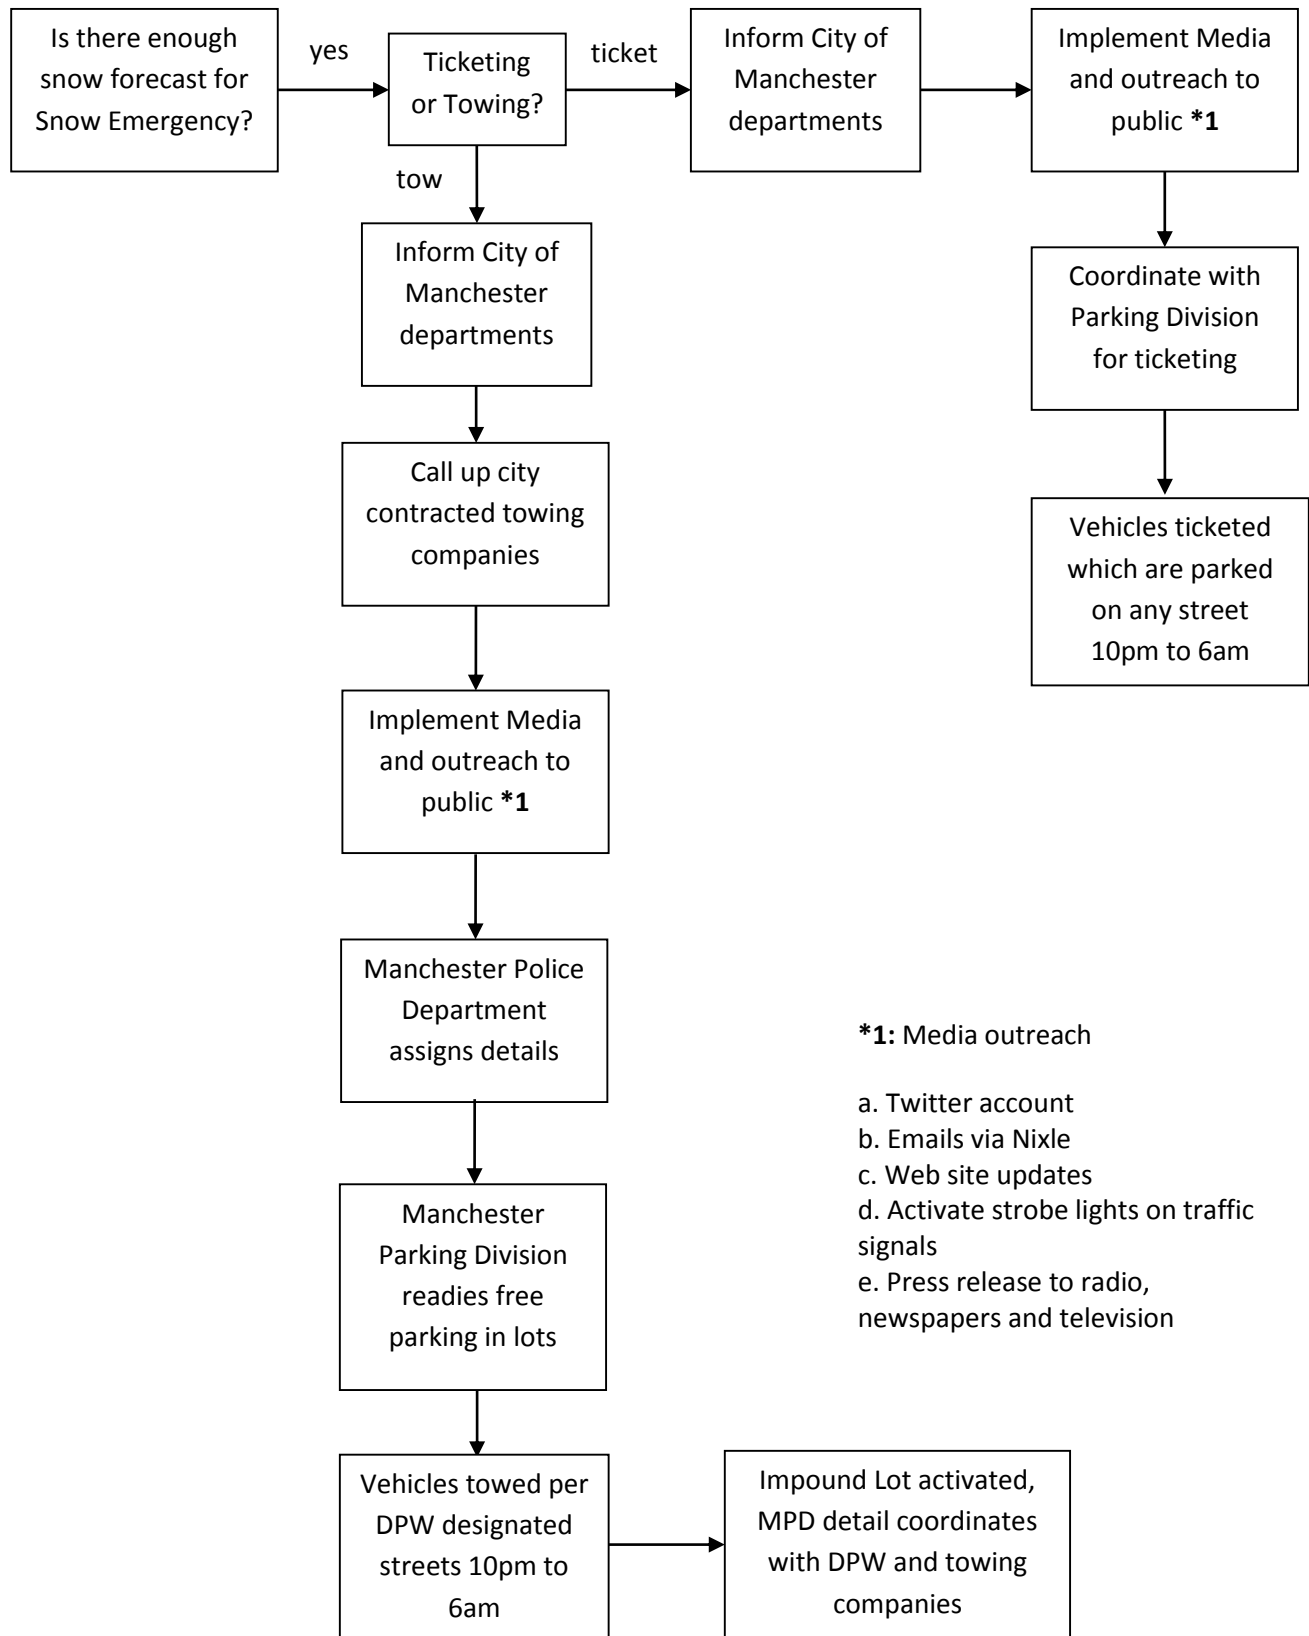 Is there enough
snow forecast for
Snow Emergency?
yes
Ticketing
or Towing?
ticket
Inform City of
Manchester
departments
Implement Media
and outreach to
public *1
Coordinate with
Parking Division
for ticketing
Vehicles ticketed
which are parked
on any street
10pm to 6am
tow
Inform City of
Manchester
departments
Call up city
contracted towing
companies
Implement Media
and outreach to
public *1
Manchester Police
Department
assigns details
Manchester
Parking Division
readies free
parking in lots
Vehicles towed per
DPW designated
streets 10pm to
6am
Impound Lot activated,
MPD detail coordinates
with DPW and towing
companies
*1: Media outreach
a. Twitter account
b. Emails via Nixle
c. Web site updates
d. Activate strobe lights on traffic
signals
e. Press release to radio,
newspapers and television